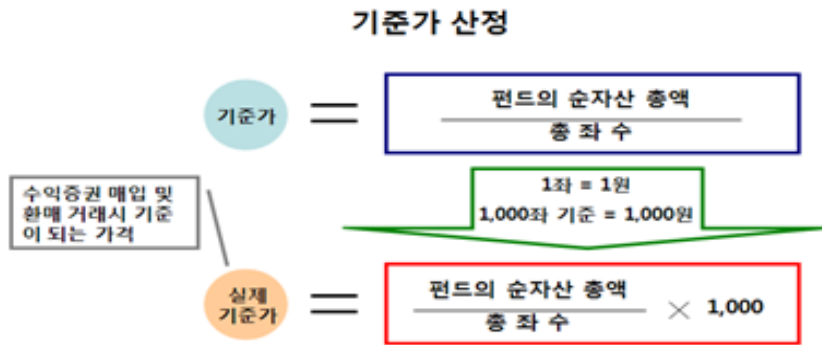 기준가 산정
기준가
펀드의 순자산 총액
총 좌 수
1좌 = 1원
1,000좌 기준 = 1,000원
수익증권 매입 및
환매 거래시 기준
이 되는 가격
실제
기준가
펀드의 순자산 총액
총 좌 수
× 1,000